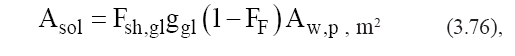 A_sol = F_sh,gl g_gl (1−F_F) A_w,p , m² (3.76),